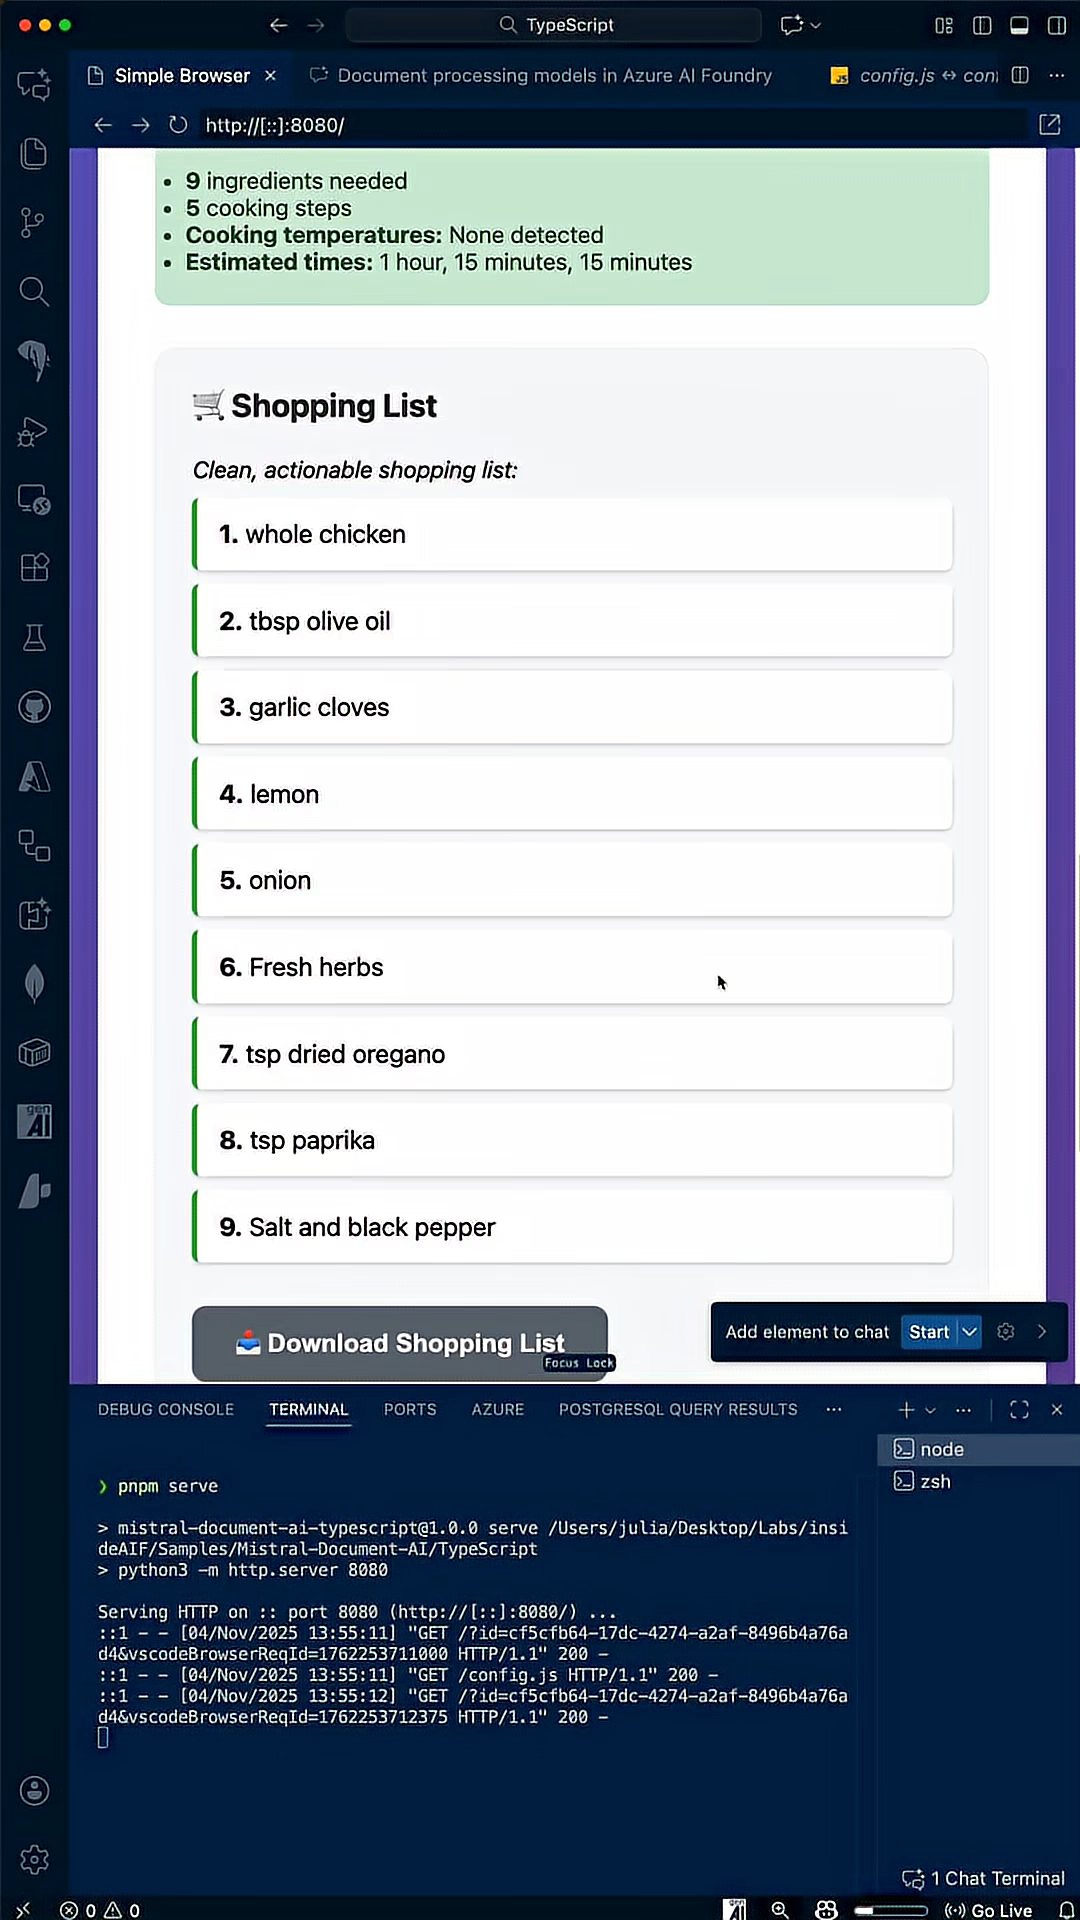 TypeScript
Simple Browser
Document processing models in Azure AI Foundry
config.js ↔ con
http://[::]:8080/
9 ingredients needed
5 cooking steps
Cooking temperatures: None detected
Estimated times: 1 hour, 15 minutes, 15 minutes
Shopping List
Clean, actionable shopping list:
1. whole chicken
2. tbsp olive oil
3. garlic cloves
4. lemon
5. onion
6. Fresh herbs
7. tsp dried oregano
8. tsp paprika
9. Salt and black pepper
Download Shopping List
Focus Lock
Add element to chat Start
DEBUG CONSOLE TERMINAL PORTS AZURE POSTGRESQL QUERY RESULTS
node
zsh
❯ pnpm serve
> mistral-document-ai-typescript@1.0.0 serve /Users/julia/Desktop/Labs/insi
deAIF/Samples/Mistral-Document-AI/TypeScript
> python3 -m http.server 8080
Serving HTTP on :: port 8080 (http://[::]:8080/) ...
::1 - - [04/Nov/2025 13:55:11] "GET /?id=cf5cfb64-17dc-4274-a2af-8496b4a76a
d4&vscodeBrowserReqId=1762253711000 HTTP/1.1" 200 -
::1 - - [04/Nov/2025 13:55:11] "GET /config.js HTTP/1.1" 200 -
::1 - - [04/Nov/2025 13:55:12] "GET /?id=cf5cfb64-17dc-4274-a2af-8496b4a76a
d4&vscodeBrowserReqId=1762253712375 HTTP/1.1" 200 -
1 Chat Terminal
0 0
Go Live
JS
gen
AI